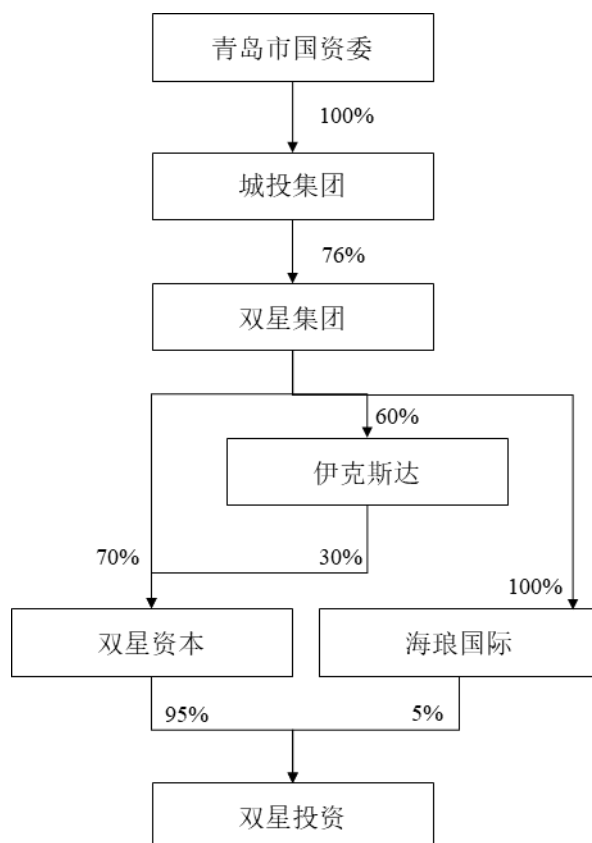 青岛市国资委
100%
城投集团
76%
双星集团
60%
伊克斯达
70%
30%
100%
双星资本
海琅国际
95%
5%
双星投资